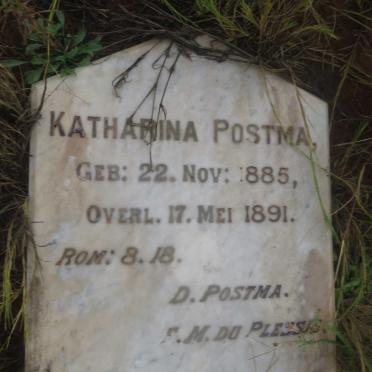 KATHARINA POSTMA,
GEB: 22. NOV: 1885,
OVERL. 17. MEI 1891.
ROM: 8. 18.
D. POSTMA.
M. DU PLESSIS